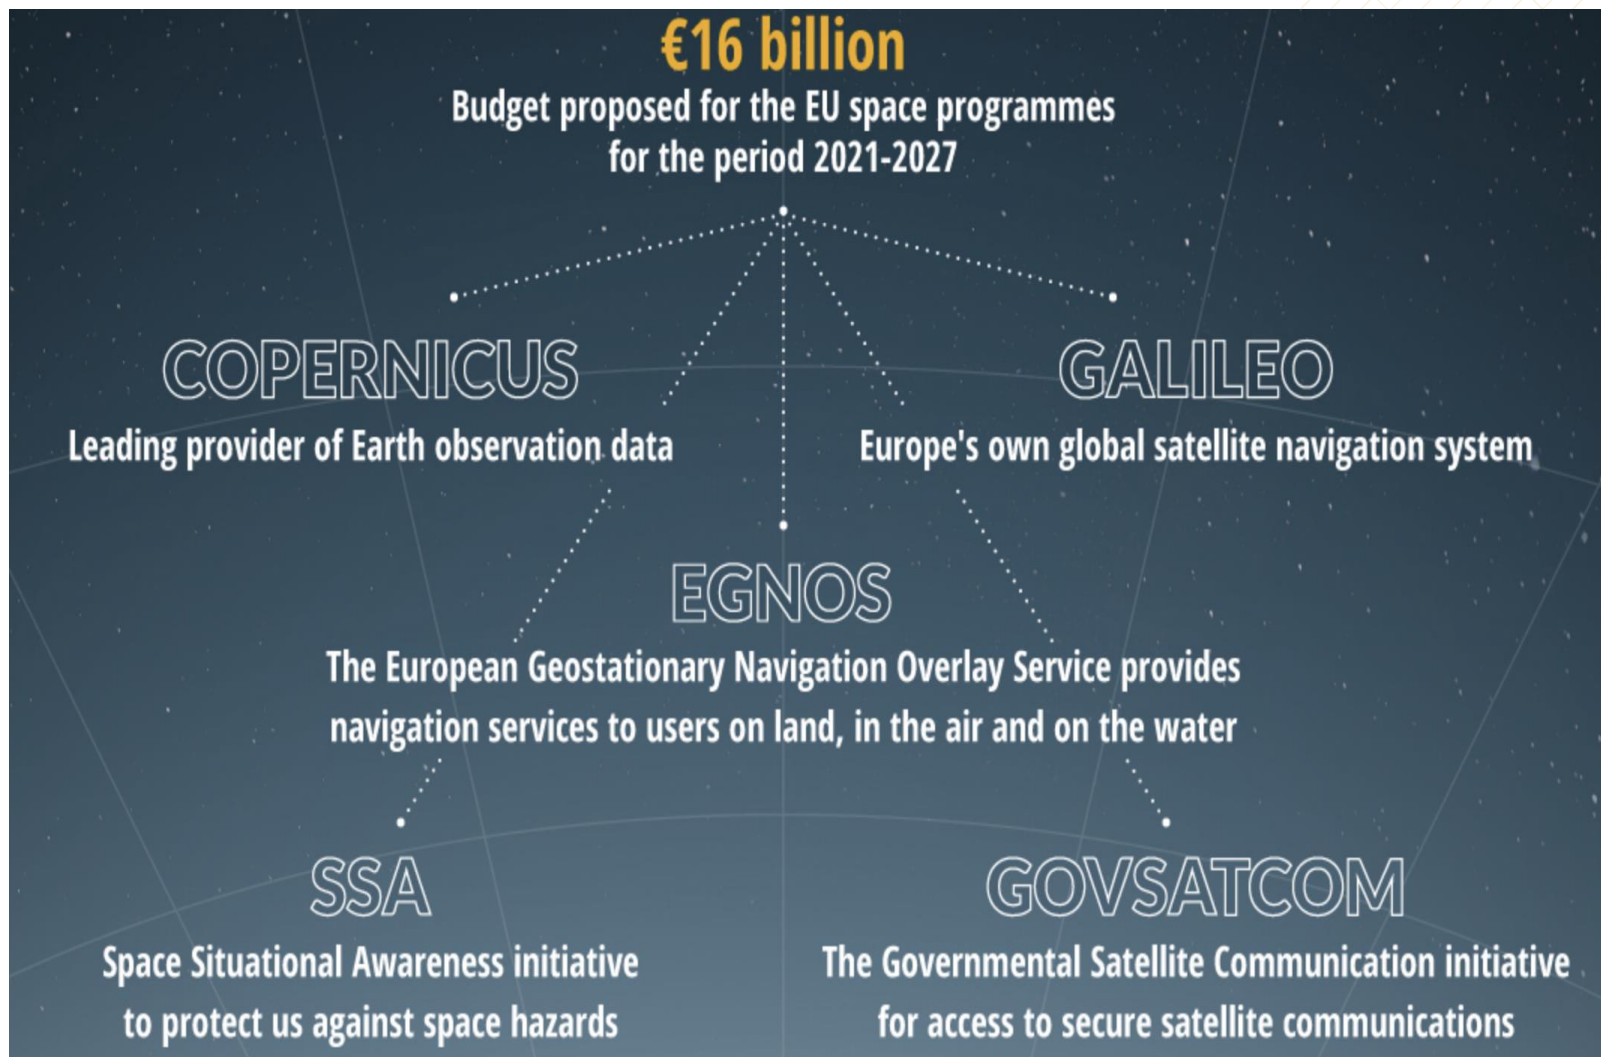 €16 billion
Budget proposed for the EU space programmes
for the period 2021-2027
COPERNICUS
Leading provider of Earth observation data
GALILEO
Europe's own global satellite navigation system
EGNOS
The European Geostationary Navigation Overlay Service provides
navigation services to users on land, in the air and on the water
SSA
Space Situational Awareness initiative
to protect us against space hazards
GOVSATCOM
The Governmental Satellite Communication initiative
for access to secure satellite communications